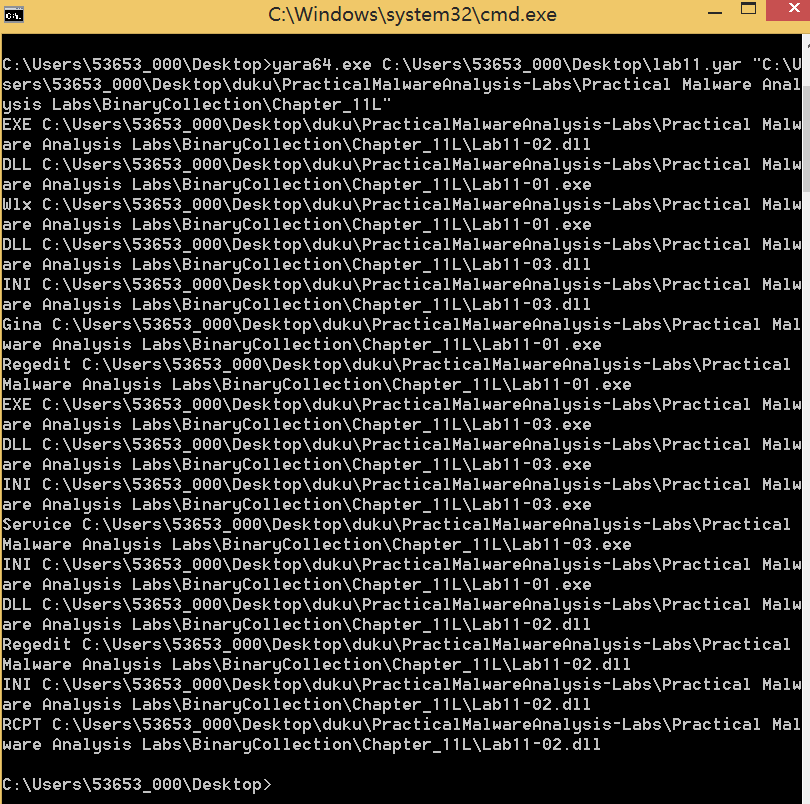 C:\Windows\system32\cmd.exe
C:\Users\53653_000\Desktop>yara64.exe C:\Users\53653_000\Desktop\lab11.yar "C:\U
sers\53653_000\Desktop\duku\PracticalMalwareAnalysis-Labs\Practical Malware Anal
ysis Labs\BinaryCollection\Chapter_11L"
EXE C:\Users\53653_000\Desktop\duku\PracticalMalwareAnalysis-Labs\Practical Malw
are Analysis Labs\BinaryCollection\Chapter_11L\Lab11-02.dll
DLL C:\Users\53653_000\Desktop\duku\PracticalMalwareAnalysis-Labs\Practical Malw
are Analysis Labs\BinaryCollection\Chapter_11L\Lab11-01.exe
Wlx C:\Users\53653_000\Desktop\duku\PracticalMalwareAnalysis-Labs\Practical Malw
are Analysis Labs\BinaryCollection\Chapter_11L\Lab11-01.exe
DLL C:\Users\53653_000\Desktop\duku\PracticalMalwareAnalysis-Labs\Practical Malw
are Analysis Labs\BinaryCollection\Chapter_11L\Lab11-03.dll
INI C:\Users\53653_000\Desktop\duku\PracticalMalwareAnalysis-Labs\Practical Malw
are Analysis Labs\BinaryCollection\Chapter_11L\Lab11-03.dll
Gina C:\Users\53653_000\Desktop\duku\PracticalMalwareAnalysis-Labs\Practical Mal
ware Analysis Labs\BinaryCollection\Chapter_11L\Lab11-01.exe
Regedit C:\Users\53653_000\Desktop\duku\PracticalMalwareAnalysis-Labs\Practical
Malware Analysis Labs\BinaryCollection\Chapter_11L\Lab11-01.exe
EXE C:\Users\53653_000\Desktop\duku\PracticalMalwareAnalysis-Labs\Practical Malw
are Analysis Labs\BinaryCollection\Chapter_11L\Lab11-03.exe
DLL C:\Users\53653_000\Desktop\duku\PracticalMalwareAnalysis-Labs\Practical Malw
are Analysis Labs\BinaryCollection\Chapter_11L\Lab11-03.exe
INI C:\Users\53653_000\Desktop\duku\PracticalMalwareAnalysis-Labs\Practical Malw
are Analysis Labs\BinaryCollection\Chapter_11L\Lab11-03.exe
Service C:\Users\53653_000\Desktop\duku\PracticalMalwareAnalysis-Labs\Practical
Malware Analysis Labs\BinaryCollection\Chapter_11L\Lab11-03.exe
INI C:\Users\53653_000\Desktop\duku\PracticalMalwareAnalysis-Labs\Practical Malw
are Analysis Labs\BinaryCollection\Chapter_11L\Lab11-01.exe
DLL C:\Users\53653_000\Desktop\duku\PracticalMalwareAnalysis-Labs\Practical Malw
are Analysis Labs\BinaryCollection\Chapter_11L\Lab11-02.dll
Regedit C:\Users\53653_000\Desktop\duku\PracticalMalwareAnalysis-Labs\Practical
Malware Analysis Labs\BinaryCollection\Chapter_11L\Lab11-02.dll
INI C:\Users\53653_000\Desktop\duku\PracticalMalwareAnalysis-Labs\Practical Malw
are Analysis Labs\BinaryCollection\Chapter_11L\Lab11-02.dll
RCPT C:\Users\53653_000\Desktop\duku\PracticalMalwareAnalysis-Labs\Practical Mal
ware Analysis Labs\BinaryCollection\Chapter_11L\Lab11-02.dll
C:\Users\53653_000\Desktop>